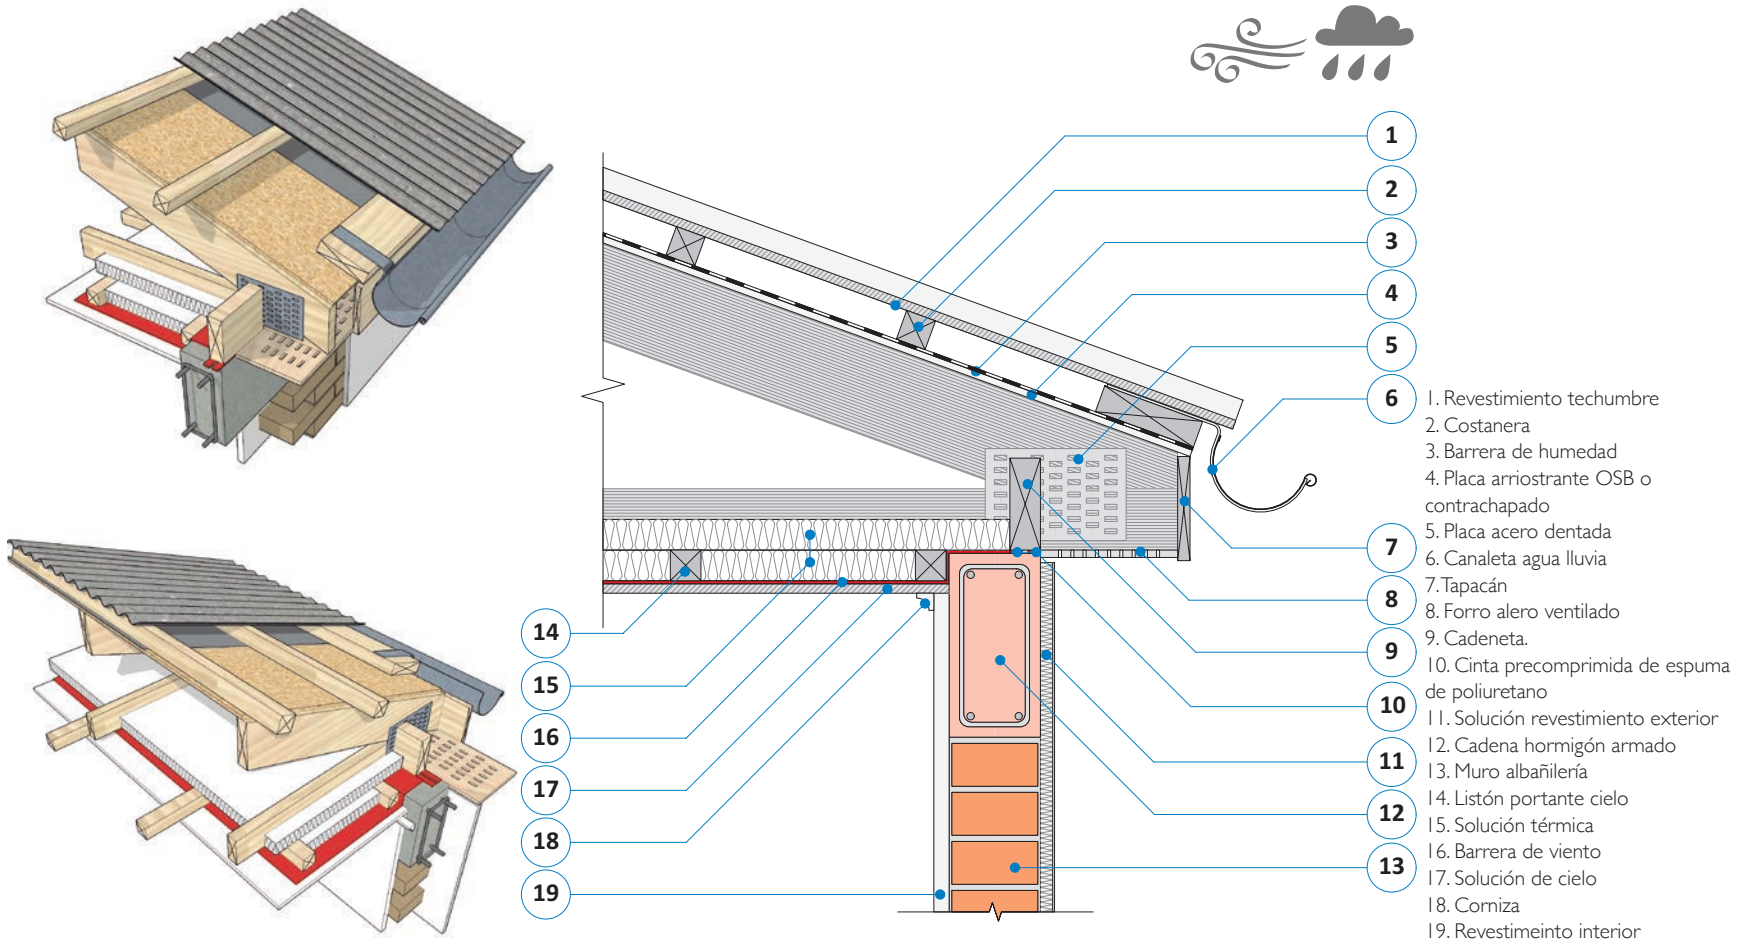 1
2
3
4
5
6
7
8
9
10
11
12
13
14
15
16
17
18
19
1. Revestimiento techumbre
2. Costanera
3. Barrera de humedad
4. Placa arriostrante OSB o
contrachapado
5. Placa acero dentada
6. Canaleta agua lluvia
7. Tapacán
8. Forro alero ventilado
9. Cadeneta.
10. Cinta precomprimida de espuma
de poliuretano
11. Solución revestimiento exterior
12. Cadena hormigón armado
13. Muro albañilería
14. Listón portante cielo
15. Solución térmica
16. Barrera de viento
17. Solución de cielo
18. Corniza
19. Revestimeinto interior